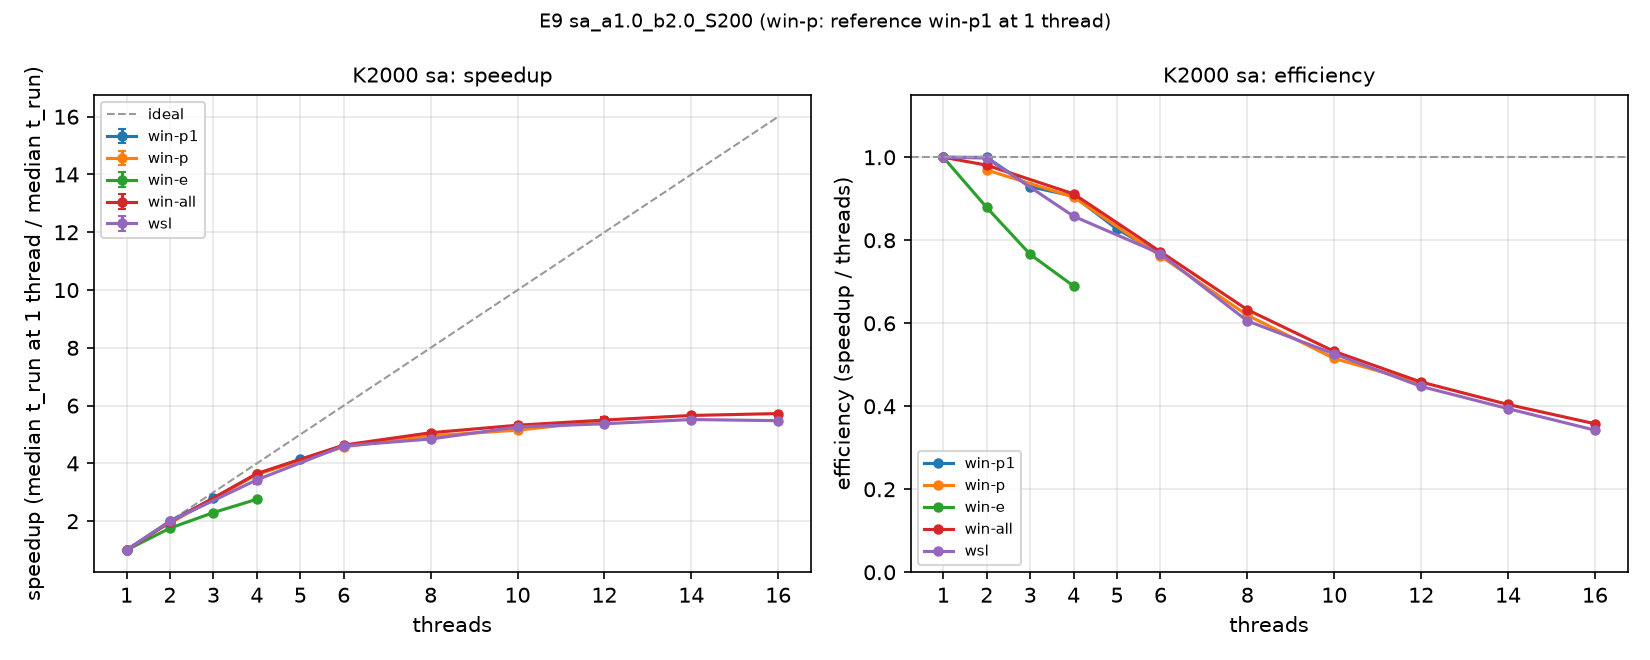 E9 sa_a1.0_b2.0_S200 (win-p: reference win-p1 at 1 thread)
K2000 sa: speedup
speedup (median t_run at 1 thread / median t_run)
16
14
12
10
8
6
4
2
ideal
win-p1
win-p
win-e
win-all
wsl
1 2 3 4 5 6 8 10 12 14 16
threads
K2000 sa: efficiency
efficiency (speedup / threads)
1.0
0.8
0.6
0.4
0.2
0.0
win-p1
win-p
win-e
win-all
wsl
1 2 3 4 5 6 8 10 12 14 16
threads